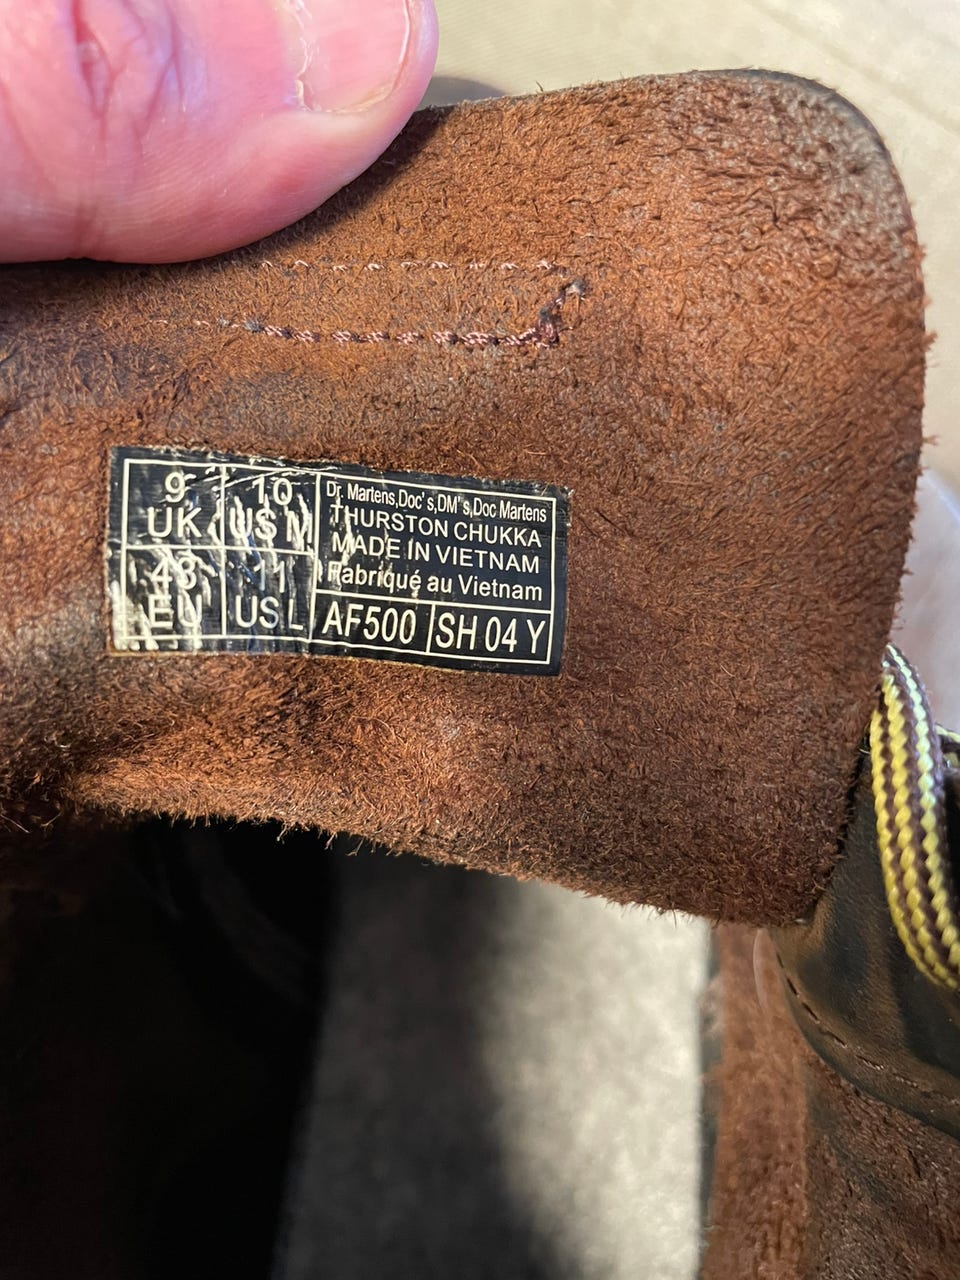 9 UK
10 US M
43 EU
11 US L
Dr. Martens,Doc's,DM's,Doc Martens
THURSTON CHUKKA
MADE IN VIETNAM
Fabriqué au Vietnam
AF500
SH 04 Y